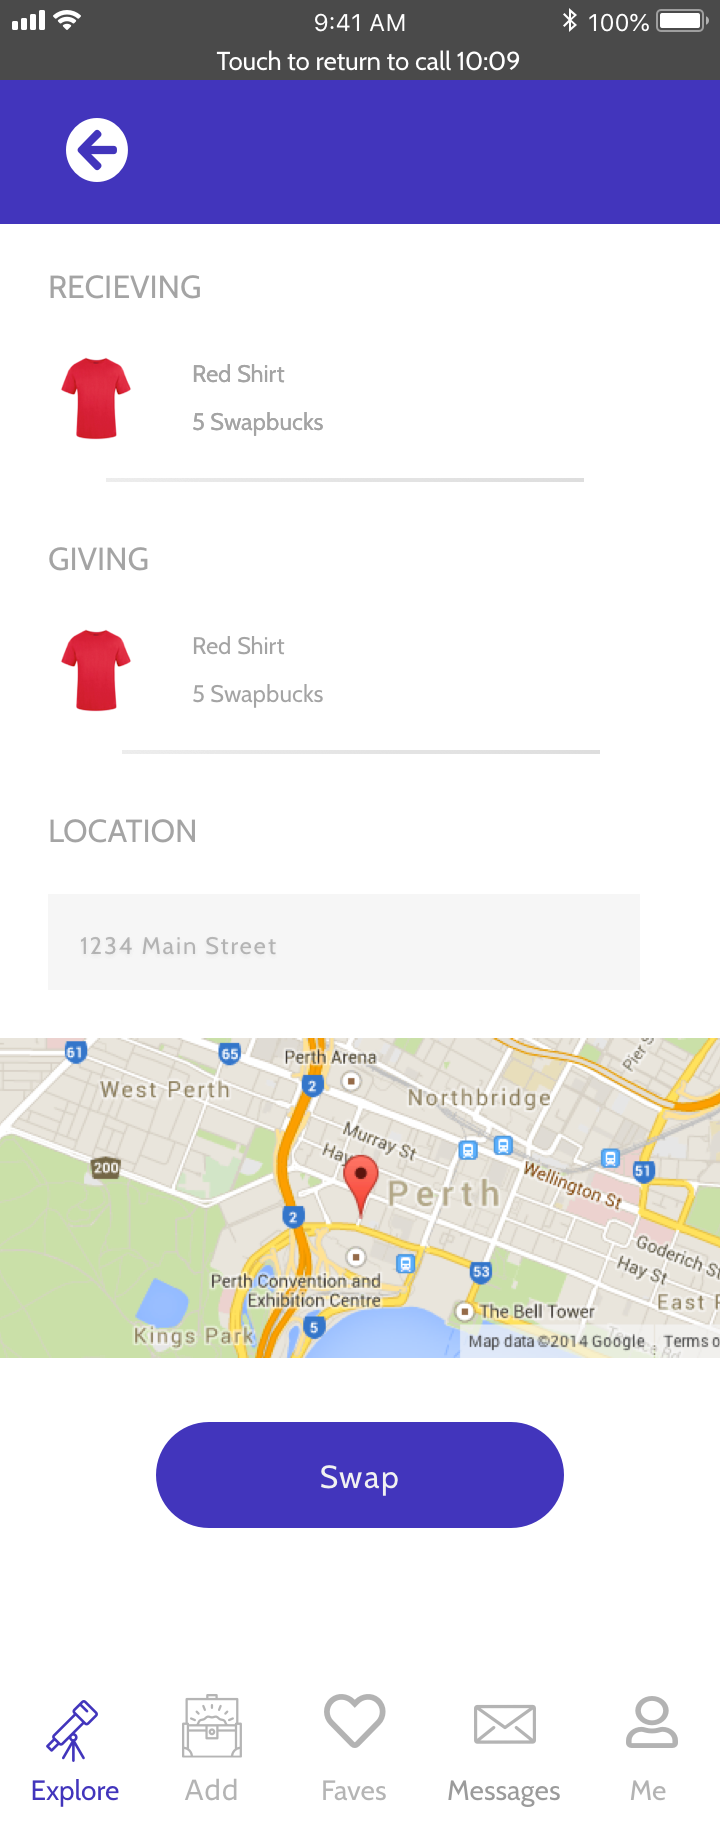 9:41 AM
100%
Touch to return to call 10:09
RECIEVING
Red Shirt
5 Swapbucks
GIVING
Red Shirt
5 Swapbucks
LOCATION
1234 Main Street
61
65
Perth Arena
Pier S
West Perth
2
Northbridge
Murray St
Hay
200
51
Wellington St
Perth
2
Goderich St
Hay St
53
Perth Convention and
Exhibition Centre
East P
The Bell Tower
5
Kings Park
Map data ©2014 Google
Terms o
Swap
Explore
Add
Faves
Messages
Me